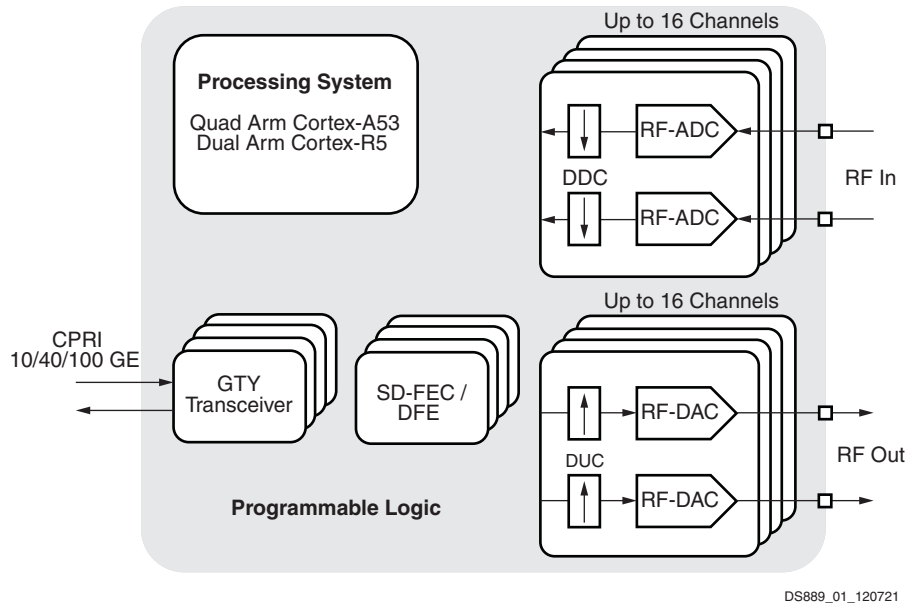 Up to 16 Channels
Processing System
Quad Arm Cortex-A53
Dual Arm Cortex-R5
RF-ADC
DDC
RF-ADC
RF In
Up to 16 Channels
CPRI
10/40/100 GE
GTY
Transceiver
SD-FEC /
DFE
RF-DAC
DUC
RF-DAC
RF Out
Programmable Logic
DS889_01_120721